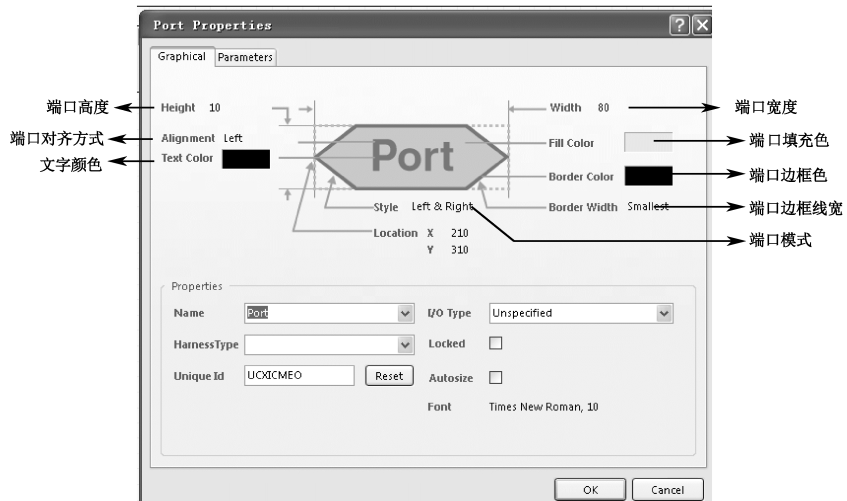 Port Properties
Graphical Parameters
端口高度 Height 10
Width 80 端口宽度
端口对齐方式 Alignment Left
Fill Color 端口填充色
文字颜色 Text Color
Port
Border Color 端口边框色
Style Left & Right
Border Width Smallest 端口边框线宽
Location X 210
端口模式
Y 310
Properties
Name Port
I/O Type Unspecified
HarnessType
Locked
Unique Id UCXICMEO Reset
Autosize
Font Times New Roman, 10
OK Cancel